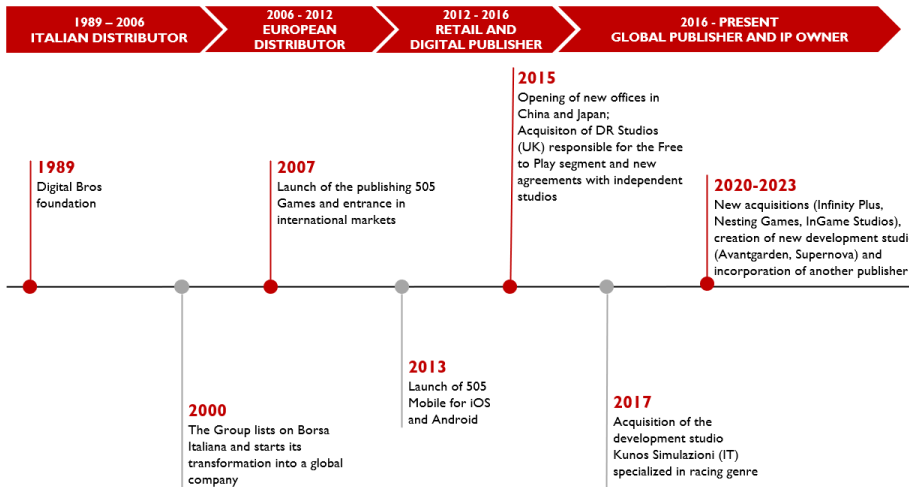 1989 – 2006
ITALIAN DISTRIBUTOR
2006 - 2012
EUROPEAN
DISTRIBUTOR
2012 - 2016
RETAIL AND
DIGITAL PUBLISHER
2016 - PRESENT
GLOBAL PUBLISHER AND IP OWNER
1989
Digital Bros
foundation
2000
The Group lists on Borsa
Italiana and starts its
transformation into a global
company
2007
Launch of the publishing 505
Games and entrance in
international markets
2013
Launch of 505
Mobile for iOS
and Android
2015
Opening of new offices in
China and Japan;
Acquisiton of DR Studios
(UK) responsible for the Free
to Play segment and new
agreements with independent
studios
2017
Acquisition of the
development studio
Kunos Simulazioni (IT)
specialized in racing genre
2020-2023
New acquisitions (Infinity Plus,
Nesting Games, InGame Studios),
creation of new development studi
(Avantgarden, Supernova) and
incorporation of another publisher